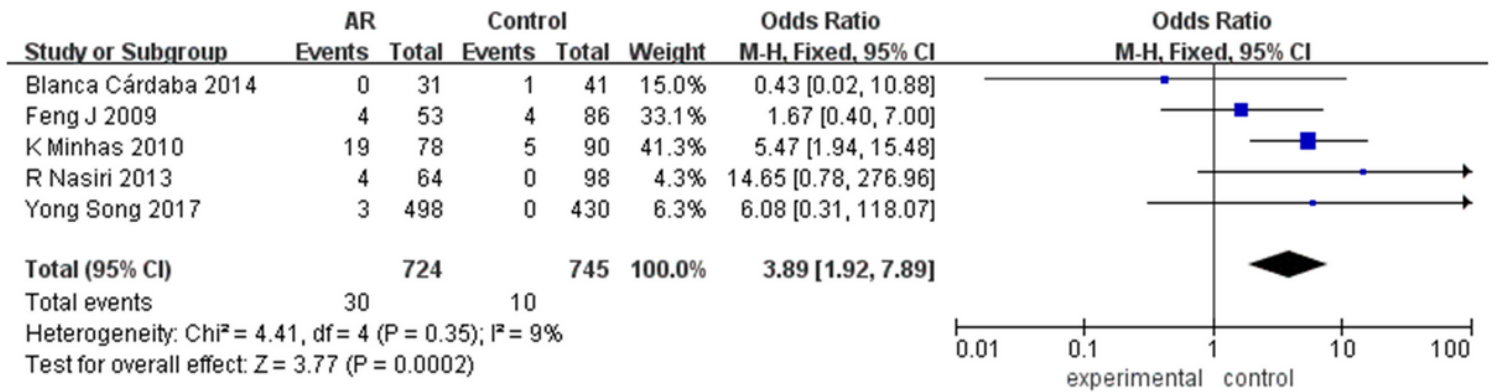 AR Control Odds Ratio Odds Ratio
Study or Subgroup Events Total Events Total Weight M-H, Fixed, 95% CI M-H, Fixed, 95% CI
Blanca Cárdaba 2014 0 31 1 41 15.0% 0.43 [0.02, 10.88]
Feng J 2009 4 53 4 86 33.1% 1.67 [0.40, 7.00]
K Minhas 2010 19 78 5 90 41.3% 5.47 [1.94, 15.48]
R Nasiri 2013 4 64 0 98 4.3% 14.65 [0.78, 276.96]
Yong Song 2017 3 498 0 430 6.3% 6.08 [0.31, 118.07]
Total (95% CI) 724 745 100.0% 3.89 [1.92, 7.89]
Total events 30 10
Heterogeneity: Chi² = 4.41, df = 4 (P = 0.35); I² = 9%
Test for overall effect: Z = 3.77 (P = 0.0002)
0.01 0.1 1 10 100
experimental control